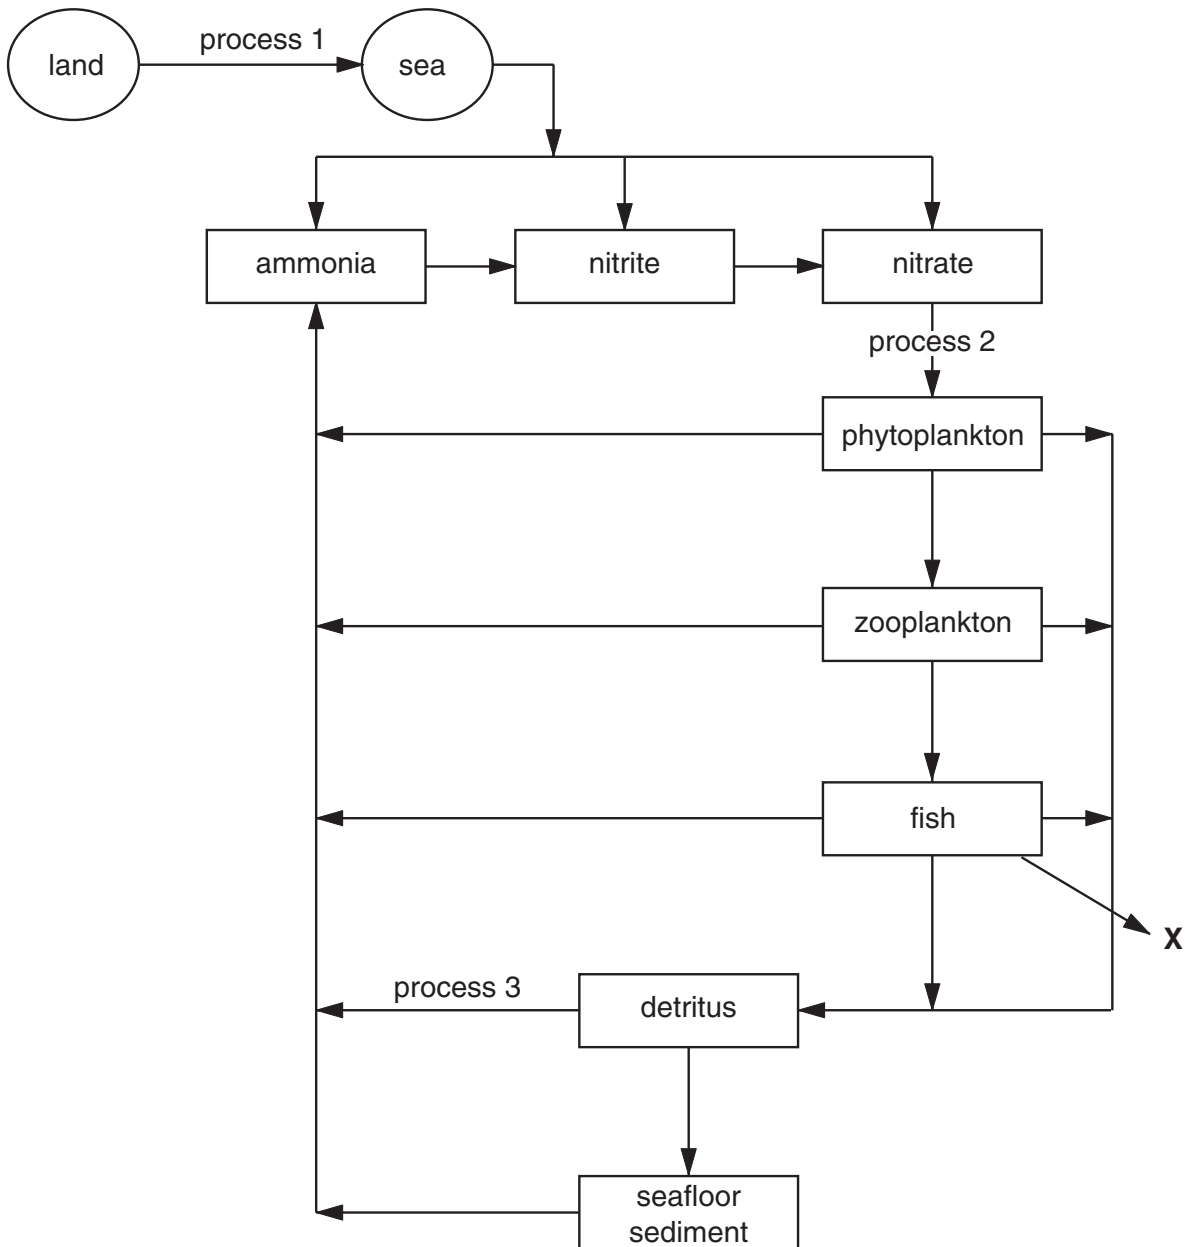 process 1
land
sea
ammonia
nitrite
nitrate
process 2
phytoplankton
zooplankton
fish
X
process 3
detritus
seafloor
sediment